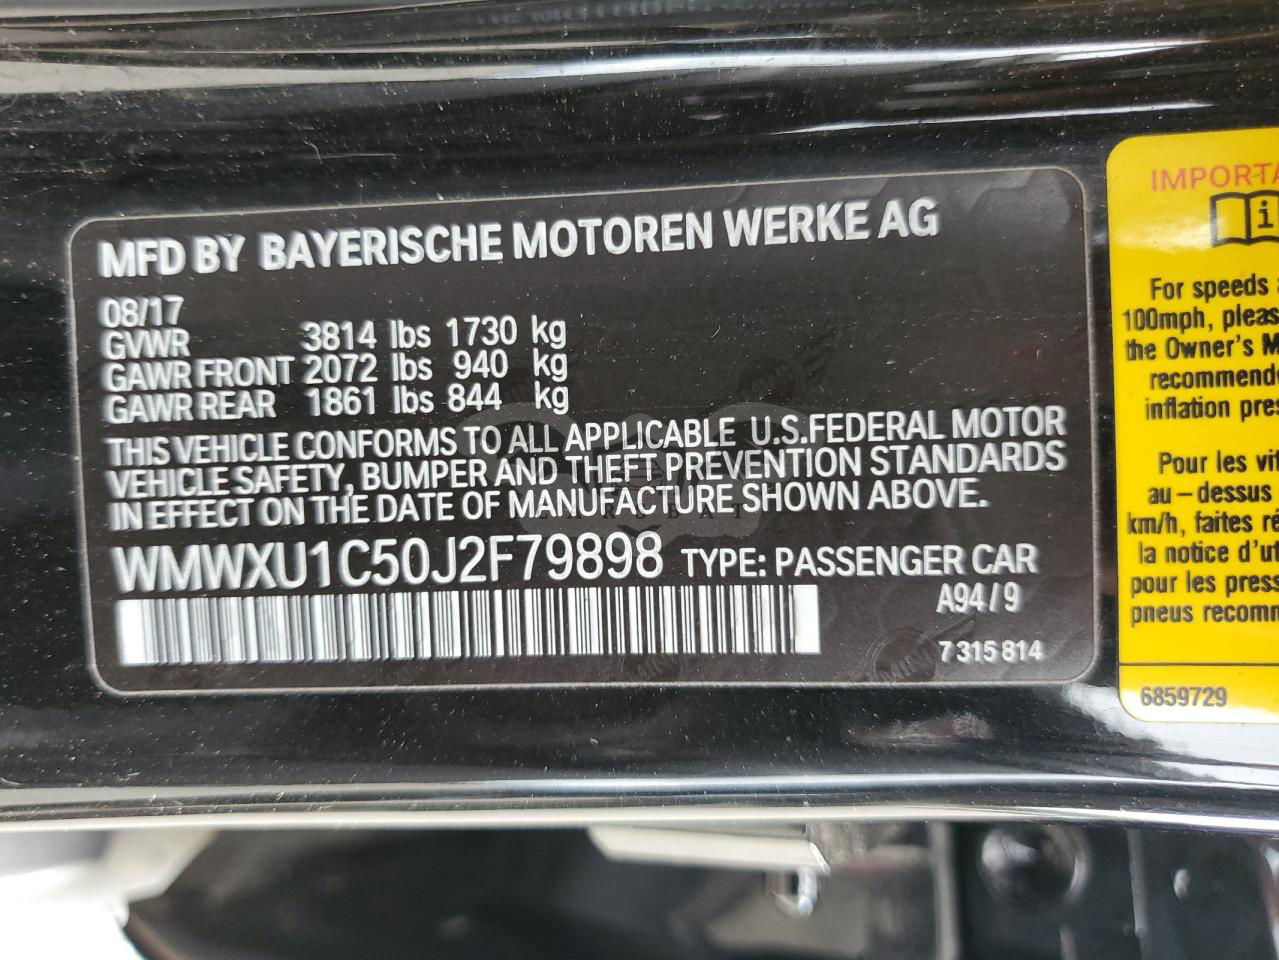 MFD BY BAYERISCHE MOTOREN WERKE AG
08/17
GVWR 3814 lbs 1730 kg
GAWR FRONT 2072 lbs 940 kg
GAWR REAR 1861 lbs 844 kg
THIS VEHICLE CONFORMS TO ALL APPLICABLE U.S.FEDERAL MOTOR
VEHICLE SAFETY, BUMPER AND THEFT PREVENTION STANDARDS
IN EFFECT ON THE DATE OF MANUFACTURE SHOWN ABOVE.
WMWXU1C50J2F79898 TYPE: PASSENGER CAR
A94/9
7315814
IMPORTA
For speeds
100mph, pleas
the Owner's M
recommend
inflation pres
Pour les vit
au-dessus
km/h, faites ré
la notice d'ut
pour les press
pneus recomm
6859729